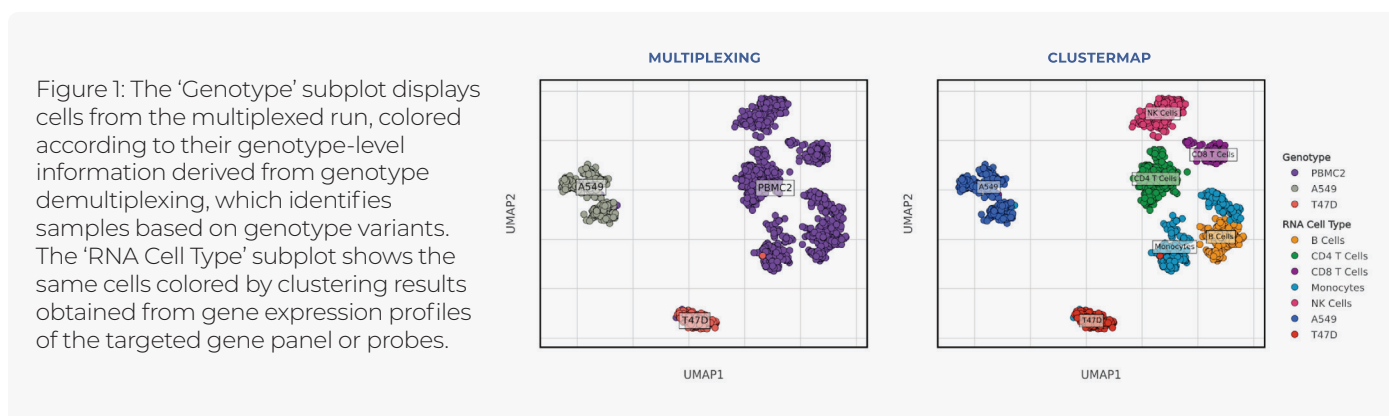 Figure 1: The ‘Genotype’ subplot displays
cells from the multiplexed run, colored
according to their genotype-level
information derived from genotype
demultiplexing, which identifies
samples based on genotype variants.
The ‘RNA Cell Type’ subplot shows the
same cells colored by clustering results
obtained from gene expression profiles
of the targeted gene panel or probes.
MULTIPLEXING
UMAP2
A549
PBMC2
T47D
UMAP1
CLUSTERMAP
UMAP2
NK Cells
CD8 T Cells
CD4 T Cells
A549
B Cells
Monocytes
T47D
UMAP1
Genotype
PBMC2
A549
T47D
RNA Cell Type
B Cells
CD4 T Cells
CD8 T Cells
Monocytes
NK Cells
A549
T47D